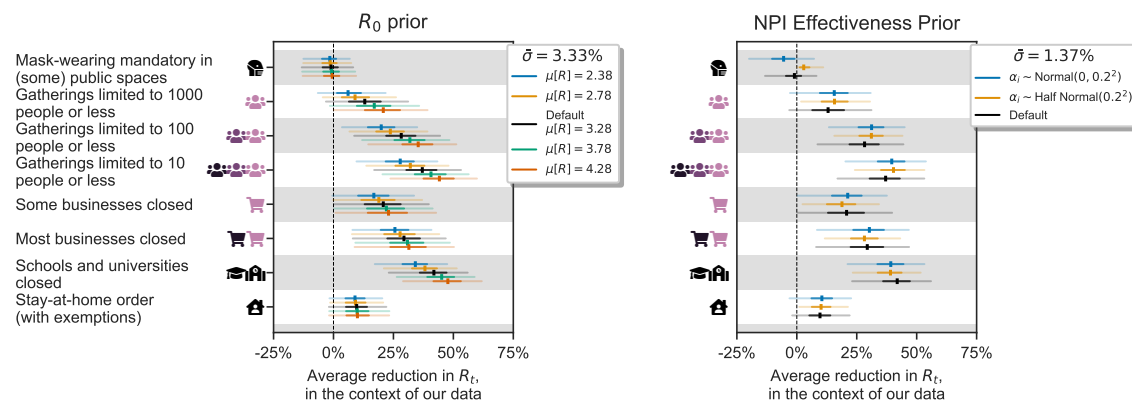 R₀ prior
NPI Effectiveness Prior
Mask-wearing mandatory in
(some) public spaces
Gatherings limited to 1000
people or less
Gatherings limited to 100
people or less
Gatherings limited to 10
people or less
Some businesses closed
Most businesses closed
Schools and universities
closed
Stay-at-home order
(with exemptions)
σ̄ = 3.33%
μ[R] = 2.38
μ[R] = 2.78
Default
μ[R] = 3.28
μ[R] = 3.78
μ[R] = 4.28
σ̄ = 1.37%
αᵢ ~ Normal(0, 0.2²)
αᵢ ~ Half Normal(0.2²)
Default
-25% 0% 25% 50% 75%
Average reduction in Rₜ,
in the context of our data
-25% 0% 25% 50% 75%
Average reduction in Rₜ,
in the context of our data